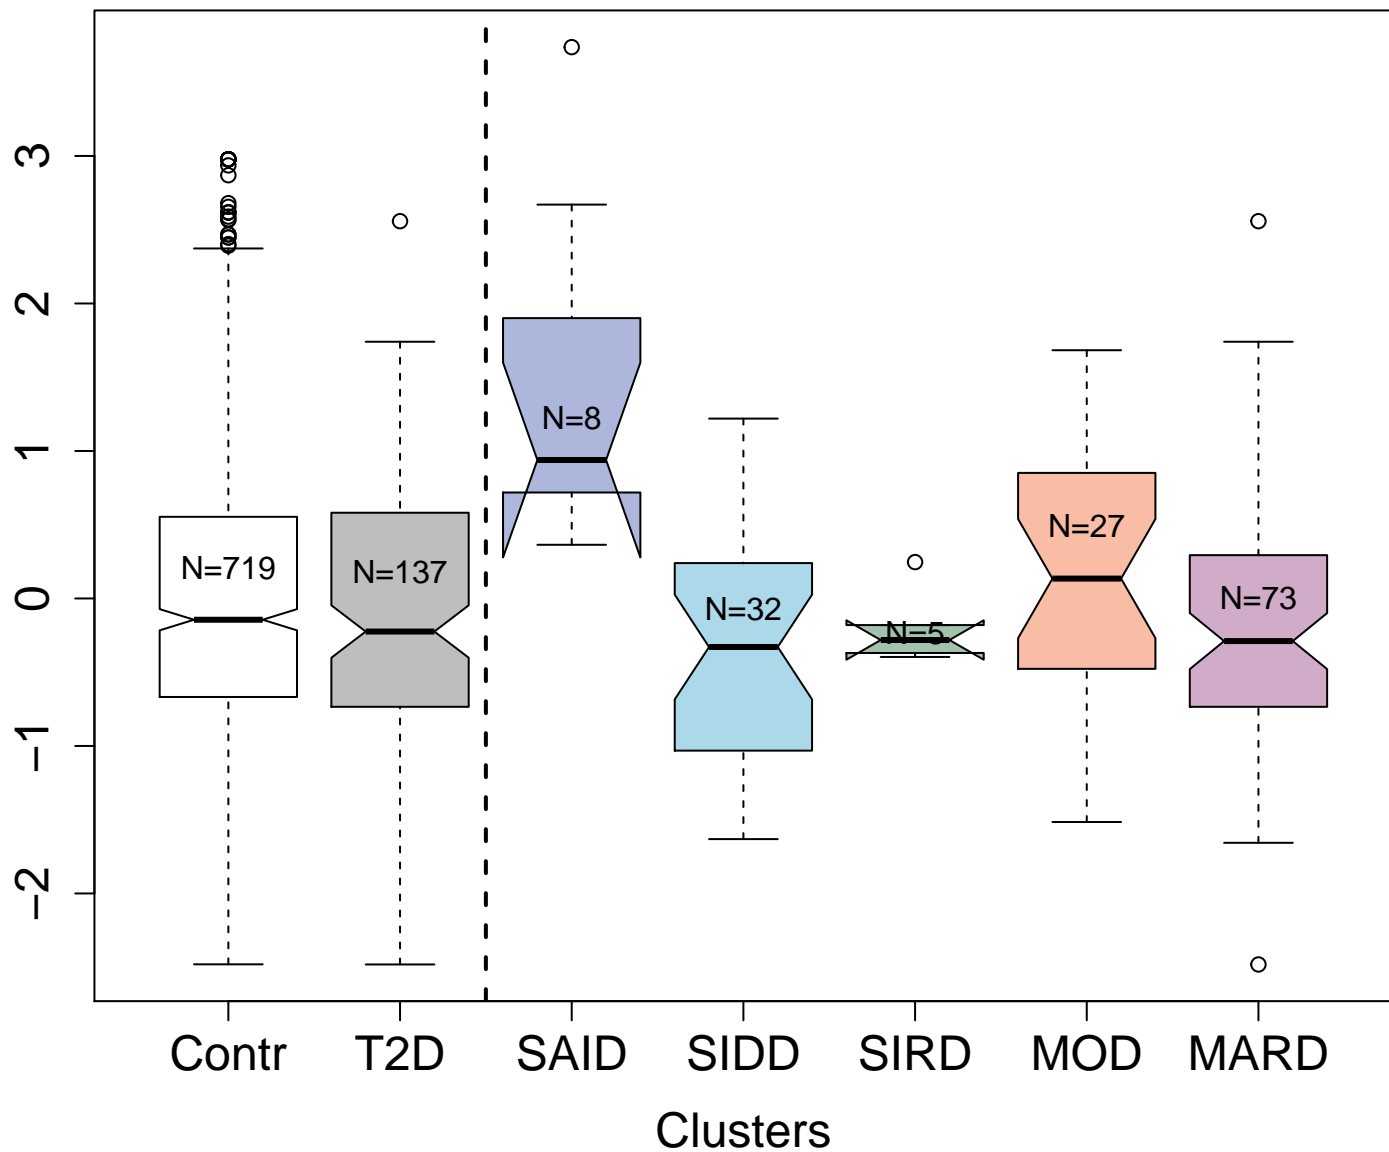 3
2
1
0
−1
−2
N=719
N=137
N=8
N=32
N=5
N=27
N=73
Contr T2D SAID SIDD SIRD MOD MARD
Clusters